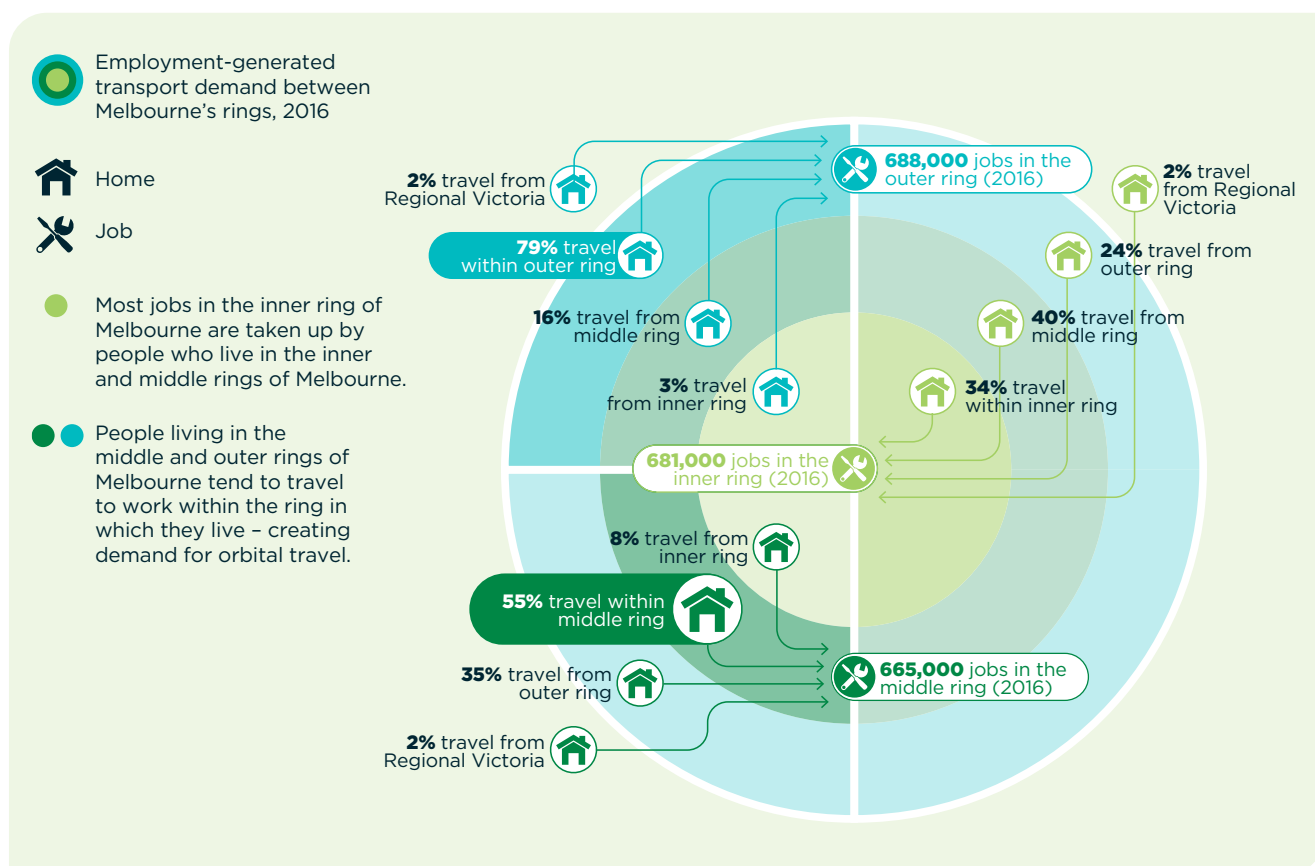 Employment-generated
transport demand between
Melbourne's rings, 2016
Home
Job
Most jobs in the inner ring of
Melbourne are taken up by
people who live in the inner
and middle rings of Melbourne.
People living in the
middle and outer rings of
Melbourne tend to travel
to work within the ring in
which they live – creating
demand for orbital travel.
688,000 jobs in the
outer ring (2016)
2% travel from
Regional Victoria
79% travel
within outer ring
16% travel from
middle ring
3% travel
from inner ring
2% travel
from Regional
Victoria
24% travel from
outer ring
40% travel from
middle ring
34% travel
within inner ring
681,000 jobs in the
inner ring (2016)
8% travel from
inner ring
55% travel within
middle ring
35% travel from
outer ring
2% travel from
Regional Victoria
665,000 jobs in the
middle ring (2016)